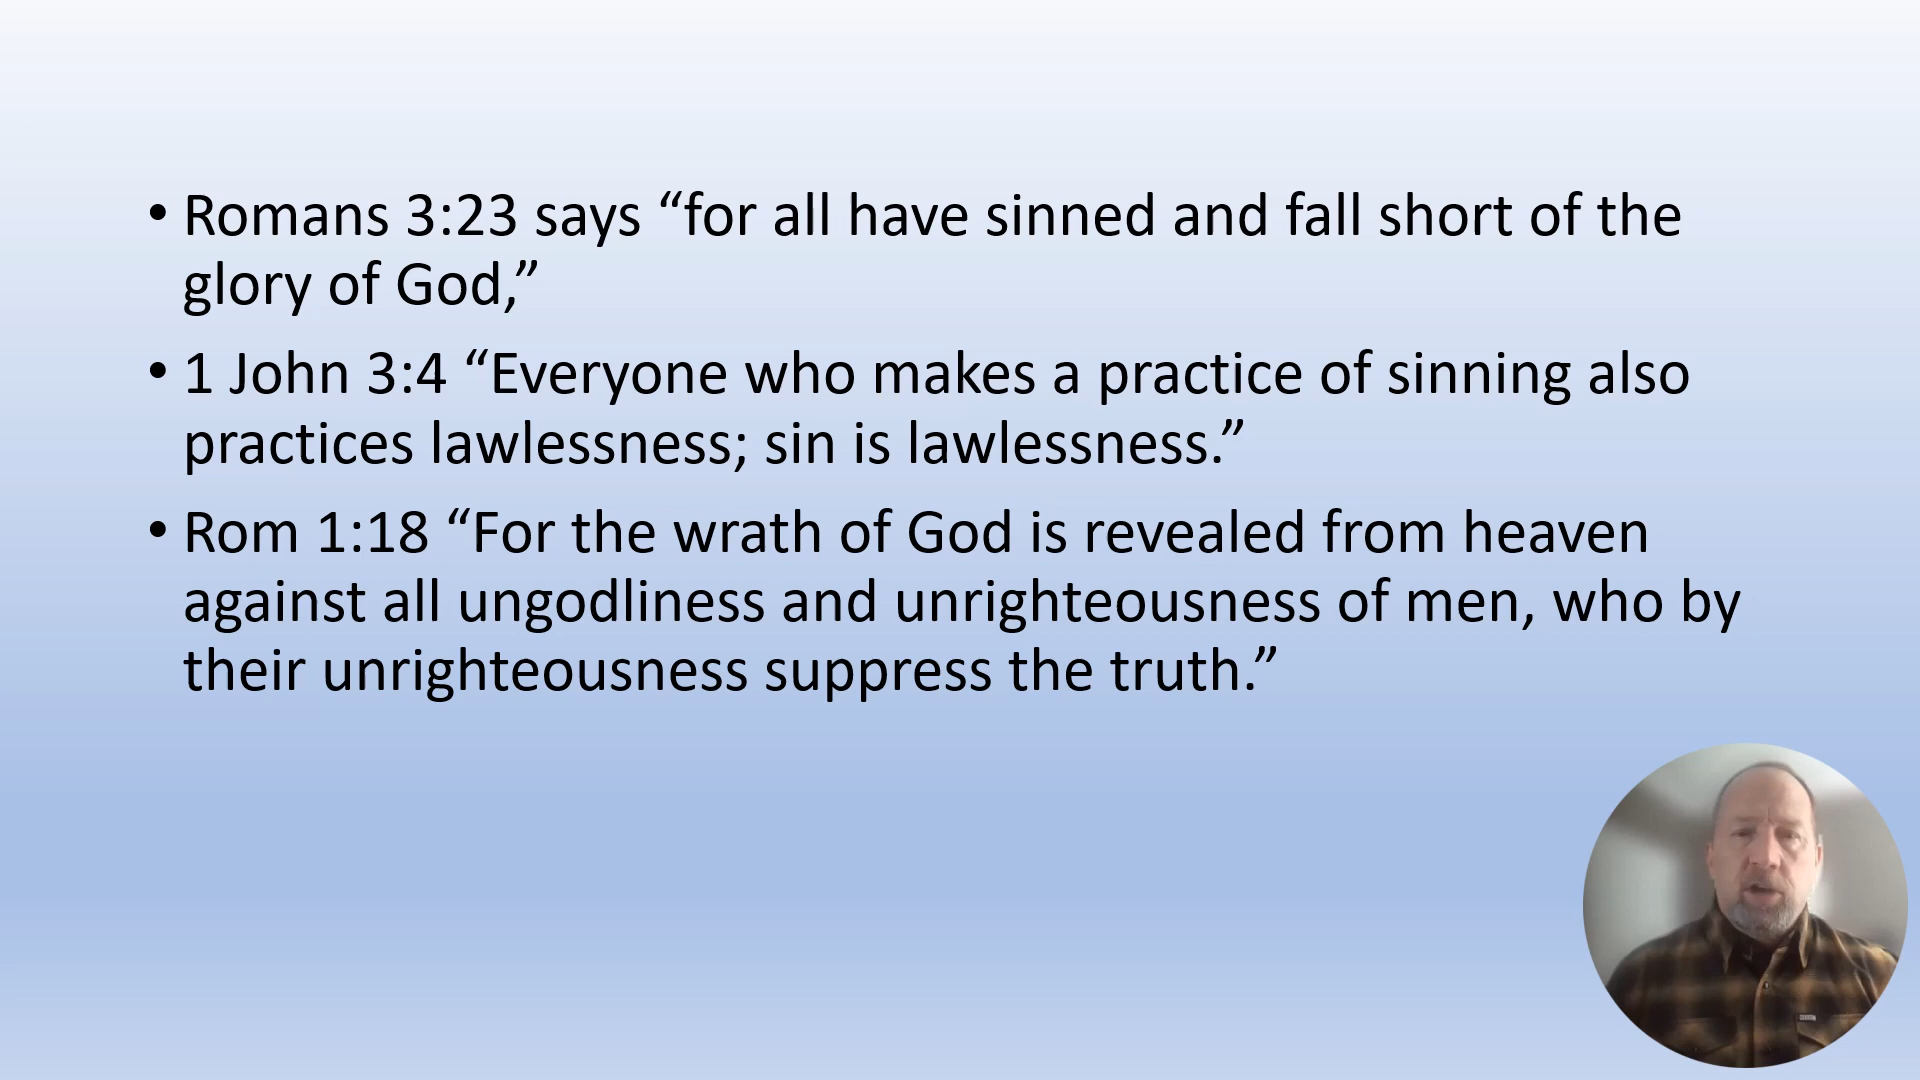 • Romans 3:23 says “for all have sinned and fall short of the
glory of God,”
• 1 John 3:4 “Everyone who makes a practice of sinning also
practices lawlessness; sin is lawlessness.”
• Rom 1:18 “For the wrath of God is revealed from heaven
against all ungodliness and unrighteousness of men, who by
their unrighteousness suppress the truth.”